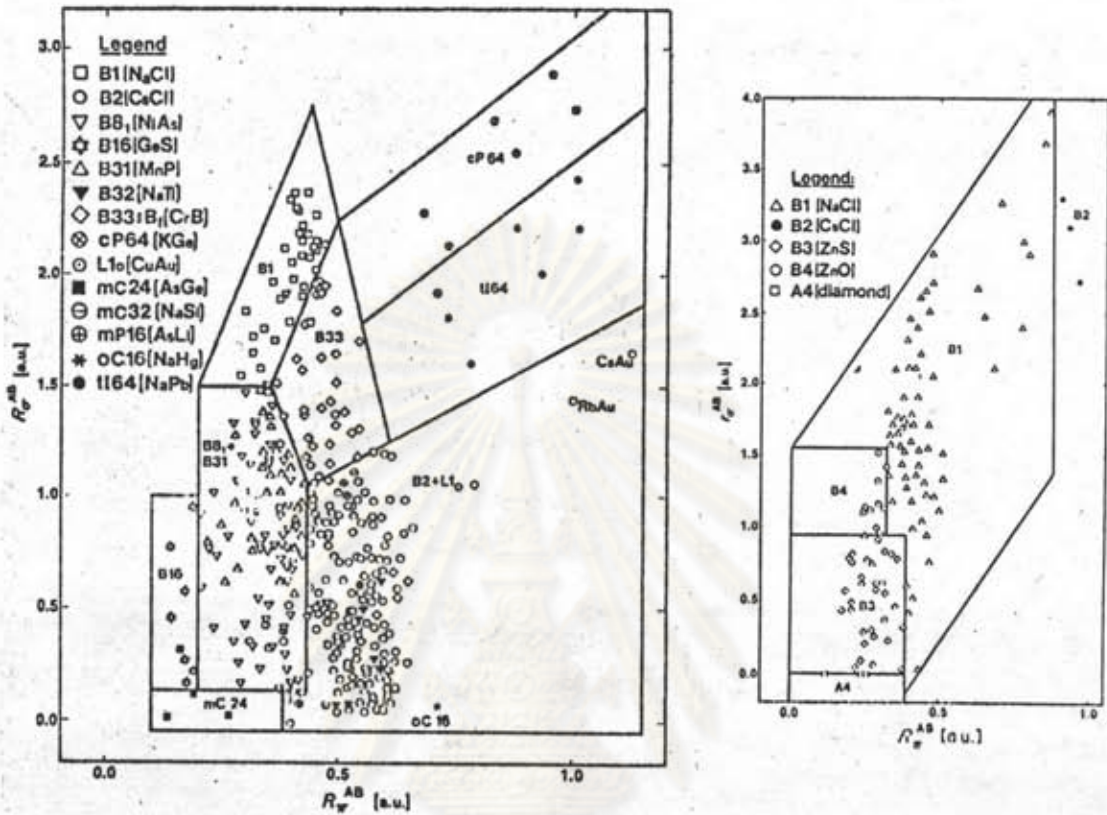 3.0
2.5
2.0
1.5
1.0
0.5
0.0
R_σ^AB [a.u.]
Legend
□ B1[NaCl]
○ B2[CsCl]
▽ B8₁[NiAs]
✡ B16[GeS]
△ B31[MnP]
▼ B32[NaTl]
◇ B33≡B_f[CrB]
⊗ cP64[KGe]
⊙ L1₀[CuAu]
■ mC24[AsGe]
⊖ mC32[NaSi]
⊕ mP16[AsLi]
✳ oC16[NaHg]
● tI64[NaPb]
B1
B33
cP64
tI64
CsAu
RbAu
B8₁
B31
B2+L1
B16
mC 24
oC 16
0.0
0.5
1.0
R_π^AB [a.u.]
4.0
3.5
3.0
2.5
2.0
1.5
1.0
0.5
0.0
r_σ^AB [a.u.]
Legend:
△ B1[NaCl]
● B2[CsCl]
◇ B3[ZnS]
○ B4[ZnO]
□ A4[diamond]
B2
B1
B4
B3
A4
0.0
0.5
1.0
R_π^AB [a.u.]